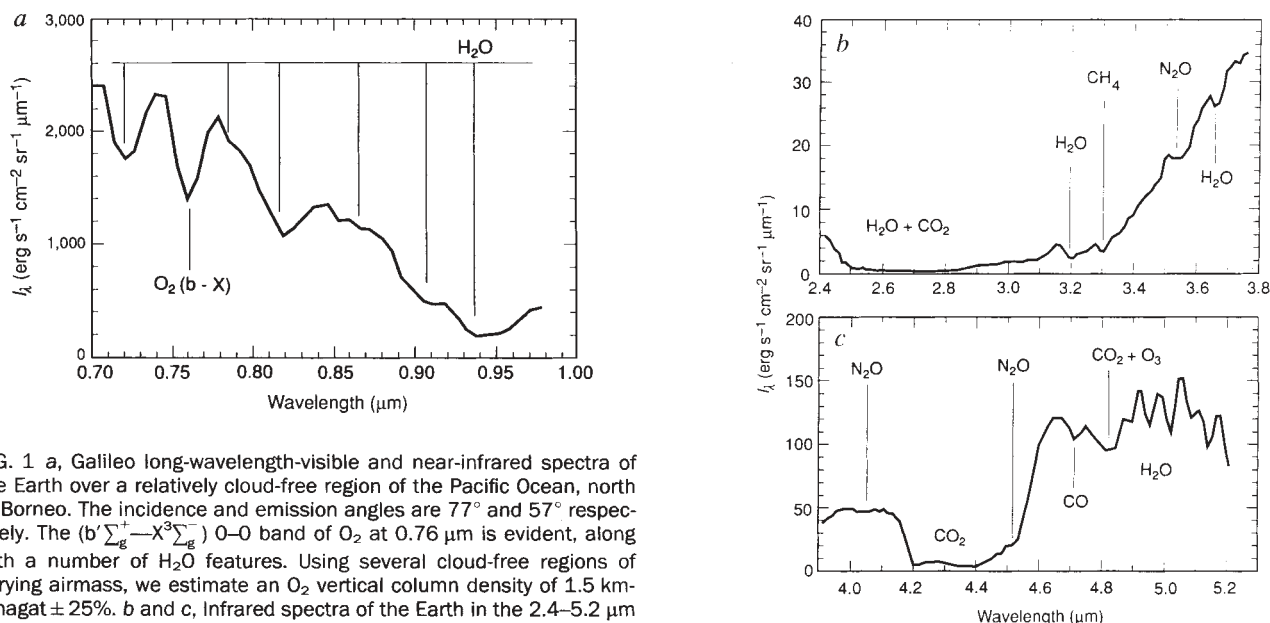 a
3,000
2,000
1,000
0
I_λ (erg s⁻¹ cm⁻² sr⁻¹ μm⁻¹)
H₂O
O₂ (b - X)
0.70 0.75 0.80 0.85 0.90 0.95 1.00
Wavelength (μm)
G. 1 a, Galileo long-wavelength-visible and near-infrared spectra of
e Earth over a relatively cloud-free region of the Pacific Ocean, north
Borneo. The incidence and emission angles are 77° and 57° respec-
ely. The (b′Σg⁺—X³Σg⁻) 0–0 band of O₂ at 0.76 μm is evident, along
th a number of H₂O features. Using several cloud-free regions of
rying airmass, we estimate an O₂ vertical column density of 1.5 km-
nagat ± 25%. b and c, Infrared spectra of the Earth in the 2.4–5.2 μm
b
40
30
20
10
0
H₂O + CO₂
H₂O
CH₄
N₂O
H₂O
2.4 2.6 2.8 3.0 3.2 3.4 3.6 3.8
I_λ (erg s⁻¹ cm⁻² sr⁻¹ μm⁻¹)
c
200
150
100
50
0
N₂O
CO₂
N₂O
CO
CO₂ + O₃
H₂O
4.0 4.2 4.4 4.6 4.8 5.0 5.2
Wavelength (μm)